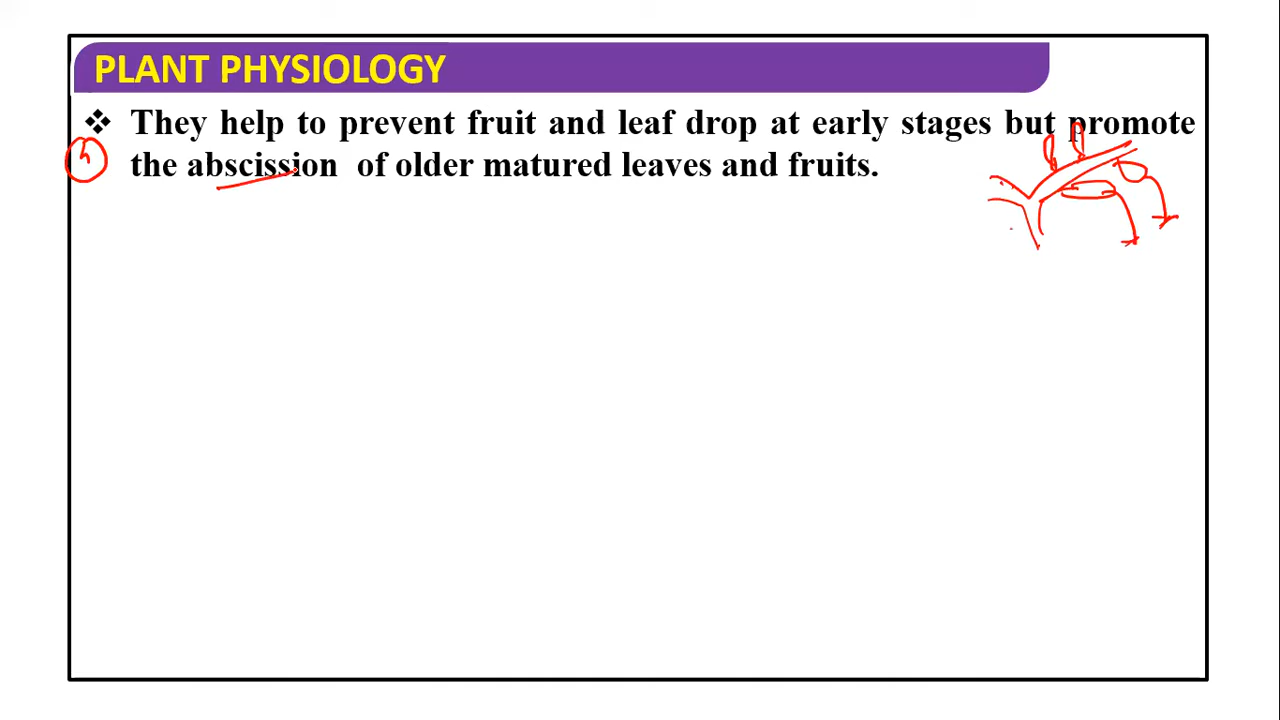 PLANT PHYSIOLOGY
❖ They help to prevent fruit and leaf drop at early stages but promote
the abscission of older matured leaves and fruits.